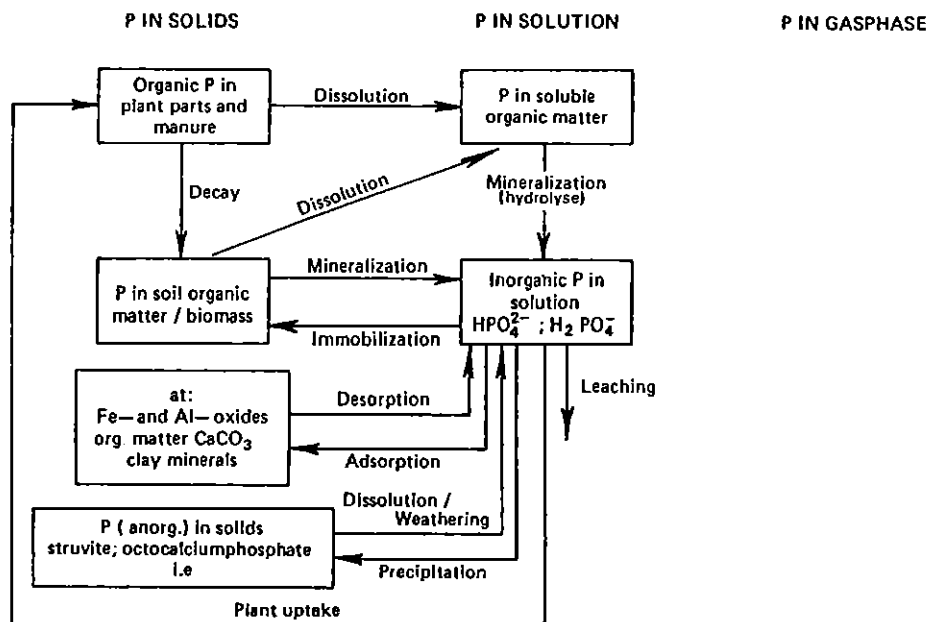 P IN SOLIDS
P IN SOLUTION
P IN GASPHASE
Organic P in
plant parts and
manure
Dissolution
P in soluble
organic matter
Decay
Dissolution
Mineralization
(hydrolyse)
P in soil organic
matter / biomass
Mineralization
Immobilization
Inorganic P in
solution
HPO₄²⁻ ; H₂ PO₄⁻
Leaching
at:
Fe— and Al— oxides
org. matter CaCO₃
clay minerals
Desorption
Adsorption
Dissolution /
Weathering
P ( anorg.) in solids
struvite; octocalciumphosphate
i.e
Precipitation
Plant uptake